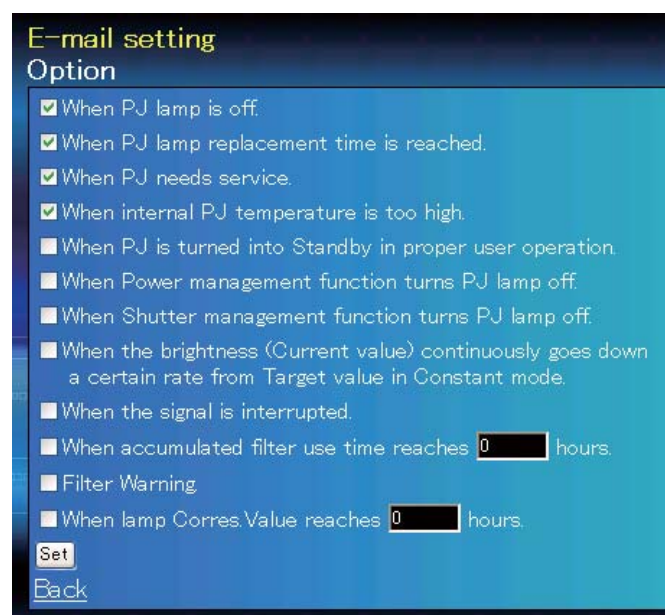 E-mail setting
Option
When PJ lamp is off.
When PJ lamp replacement time is reached.
When PJ needs service.
When internal PJ temperature is too high.
When PJ is turned into Standby in proper user operation.
When Power management function turns PJ lamp off.
When Shutter management function turns PJ lamp off.
When the brightness (Current value) continuously goes down
a certain rate from Target value in Constant mode.
When the signal is interrupted.
When accumulated filter use time reaches 0 hours.
Filter Warning
When lamp Corres.Value reaches 0 hours.
Set
Back